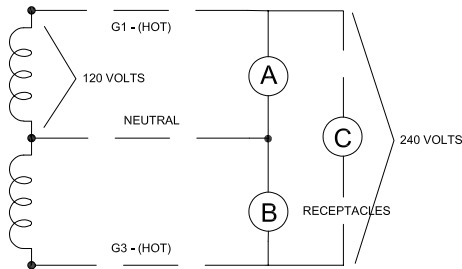 G1 - (HOT)
A
120 VOLTS
NEUTRAL
C
240 VOLTS
B
RECEPTACLES
G3 - (HOT)